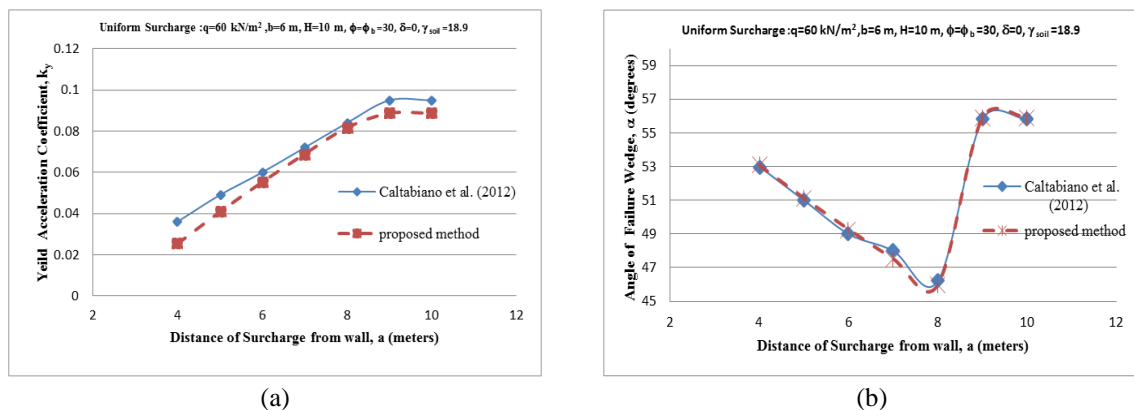 Uniform Surcharge :q=60 kN/m², b=6 m, H=10 m, ϕ=ϕ b=30, δ=0, γ soil=18.9
0.12
0.1
0.08
0.06
0.04
0.02
0
Yeild Acceleration Coefficient, ky
2 4 6 8 10 12
Distance of Surcharge from wall, a (meters)
Caltabiano et al. (2012)
proposed method
(a)
Uniform Surcharge :q=60 kN/m², b=6 m, H=10 m, ϕ=ϕ b=30, δ=0, γ soil=18.9
59
57
55
53
51
49
47
45
Angle of Failure Wedge, α (degrees)
2 4 6 8 10 12
Distance of Surcharge from wall, a (meters)
Caltabiano et al.
(2012)
proposed method
(b)